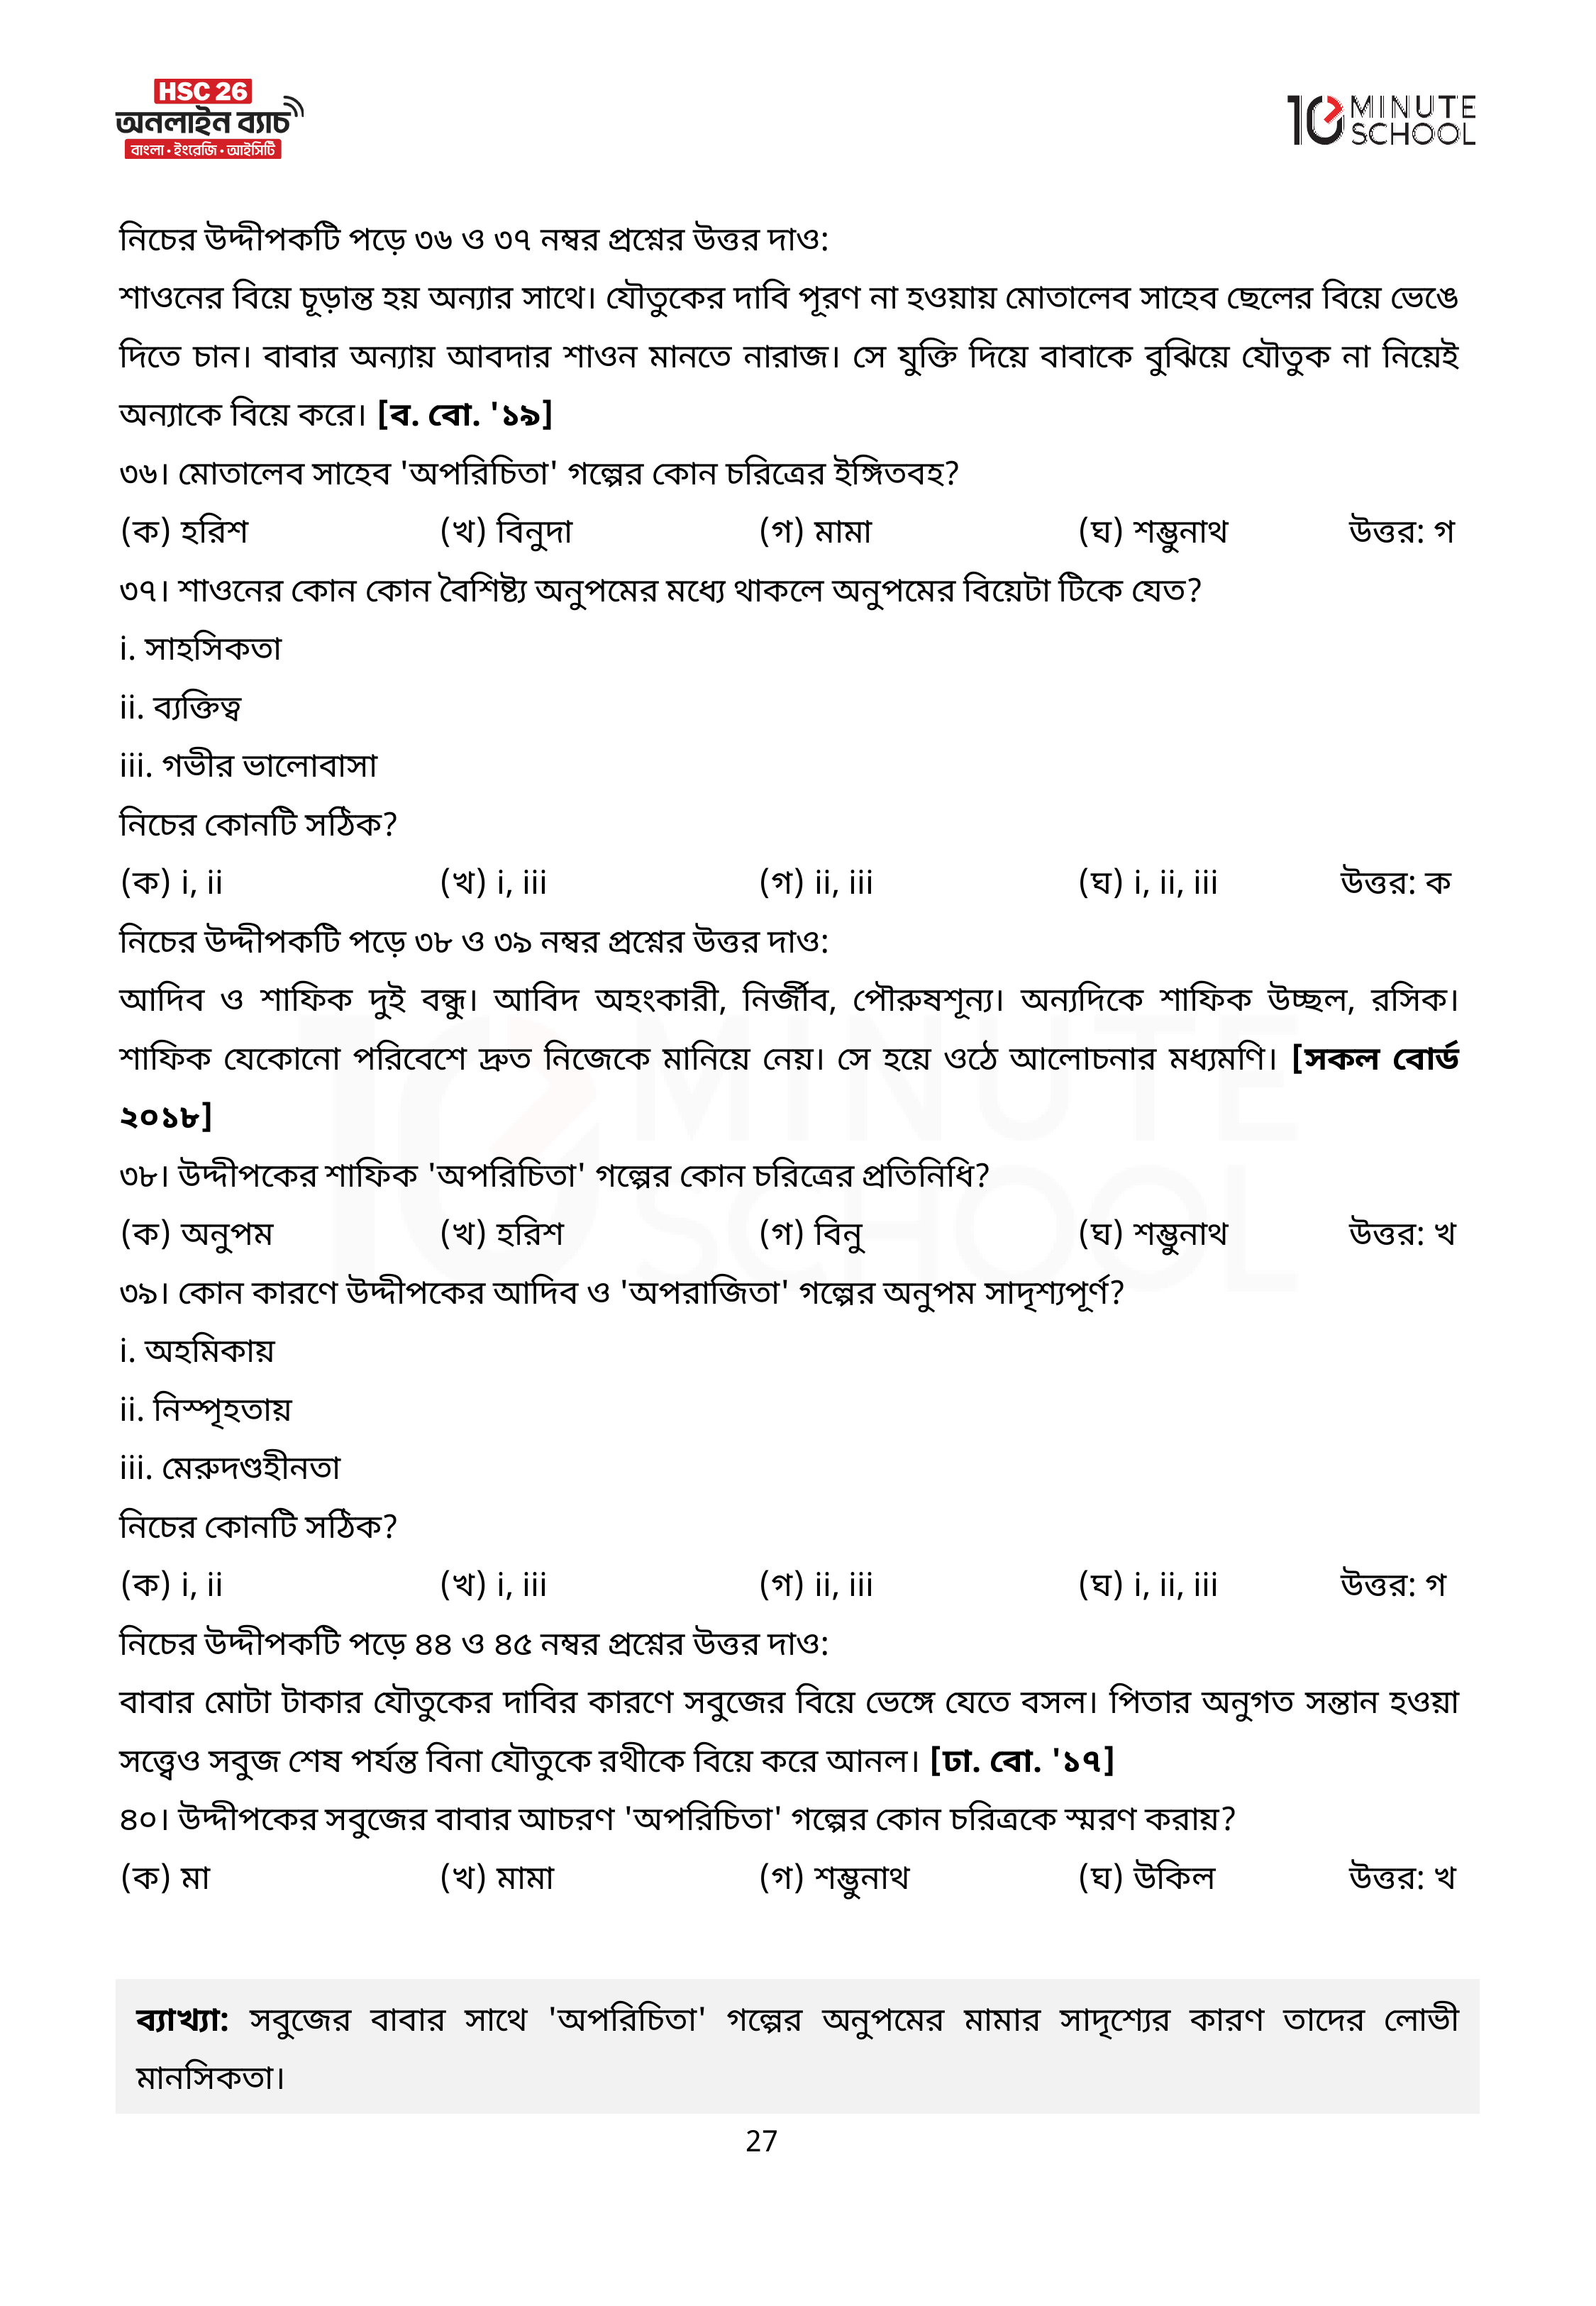 HSC 26
অনলাইন ব্যাচ
বাংলা • ইংরেজি • আইসিটি
10 MINUTE SCHOOL
নিচের উদ্দীপকটি পড়ে ৩৬ ও ৩৭ নম্বর প্রশ্নের উত্তর দাও:
শাওনের বিয়ে চূড়ান্ত হয় অন্যার সাথে। যৌতুকের দাবি পূরণ না হওয়ায় মোতালেব সাহেব ছেলের বিয়ে ভেঙে
দিতে চান। বাবার অন্যায় আবদার শাওন মানতে নারাজ। সে যুক্তি দিয়ে বাবাকে বুঝিয়ে যৌতুক না নিয়েই
অন্যাকে বিয়ে করে। [ব. বো. '১৯]
৩৬। মোতালেব সাহেব 'অপরিচিতা' গল্পের কোন চরিত্রের ইঙ্গিতবহ?
(ক) হরিশ (খ) বিনুদা (গ) মামা (ঘ) শম্ভুনাথ উত্তর: গ
৩৭। শাওনের কোন কোন বৈশিষ্ট্য অনুপমের মধ্যে থাকলে অনুপমের বিয়েটা টিকে যেত?
i. সাহসিকতা
ii. ব্যক্তিত্ব
iii. গভীর ভালোবাসা
নিচের কোনটি সঠিক?
(ক) i, ii (খ) i, iii (গ) ii, iii (ঘ) i, ii, iii উত্তর: ক
নিচের উদ্দীপকটি পড়ে ৩৮ ও ৩৯ নম্বর প্রশ্নের উত্তর দাও:
আদিব ও শাফিক দুই বন্ধু। আবিদ অহংকারী, নির্জীব, পৌরুষশূন্য। অন্যদিকে শাফিক উচ্ছল, রসিক।
শাফিক যেকোনো পরিবেশে দ্রুত নিজেকে মানিয়ে নেয়। সে হয়ে ওঠে আলোচনার মধ্যমণি। [সকল বোর্ড
২০১৮]
৩৮। উদ্দীপকের শাফিক 'অপরিচিতা' গল্পের কোন চরিত্রের প্রতিনিধি?
(ক) অনুপম (খ) হরিশ (গ) বিনু (ঘ) শম্ভুনাথ উত্তর: খ
৩৯। কোন কারণে উদ্দীপকের আদিব ও 'অপরাজিতা' গল্পের অনুপম সাদৃশ্যপূর্ণ?
i. অহমিকায়
ii. নিস্পৃহতায়
iii. মেরুদণ্ডহীনতা
নিচের কোনটি সঠিক?
(ক) i, ii (খ) i, iii (গ) ii, iii (ঘ) i, ii, iii উত্তর: গ
নিচের উদ্দীপকটি পড়ে ৪৪ ও ৪৫ নম্বর প্রশ্নের উত্তর দাও:
বাবার মোটা টাকার যৌতুকের দাবির কারণে সবুজের বিয়ে ভেঙ্গে যেতে বসল। পিতার অনুগত সন্তান হওয়া
সত্ত্বেও সবুজ শেষ পর্যন্ত বিনা যৌতুকে রথীকে বিয়ে করে আনল। [ঢা. বো. '১৭]
৪০। উদ্দীপকের সবুজের বাবার আচরণ 'অপরিচিতা' গল্পের কোন চরিত্রকে স্মরণ করায়?
(ক) মা (খ) মামা (গ) শম্ভুনাথ (ঘ) উকিল উত্তর: খ
ব্যাখ্যা: সবুজের বাবার সাথে 'অপরিচিতা' গল্পের অনুপমের মামার সাদৃশ্যের কারণ তাদের লোভী
মানসিকতা।
27